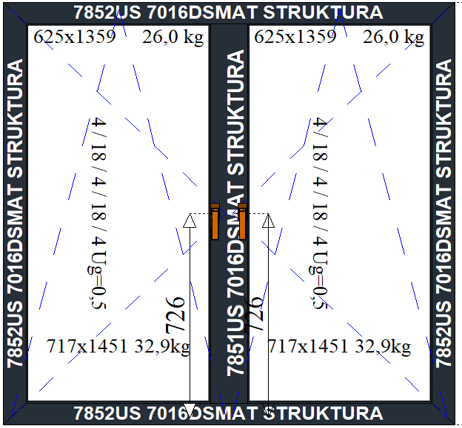 7852US 7016DSMAT STRUKTURA
625x1359 26,0 kg
625x1359 26,0 kg
7852US 7016DSMAT STRUKTURA
4 / 18 / 4 / 18 / 4 Ug=0,5
726
717x1451 32,9kg
7851US 7016DSMAT STRUKTURA
4 / 18 / 4 / 18 / 4 Ug=0,5
726
717x1451 32,9kg
7852US 7016DSMAT STRUKTURA
7852US 7016DSMAT STRUKTURA